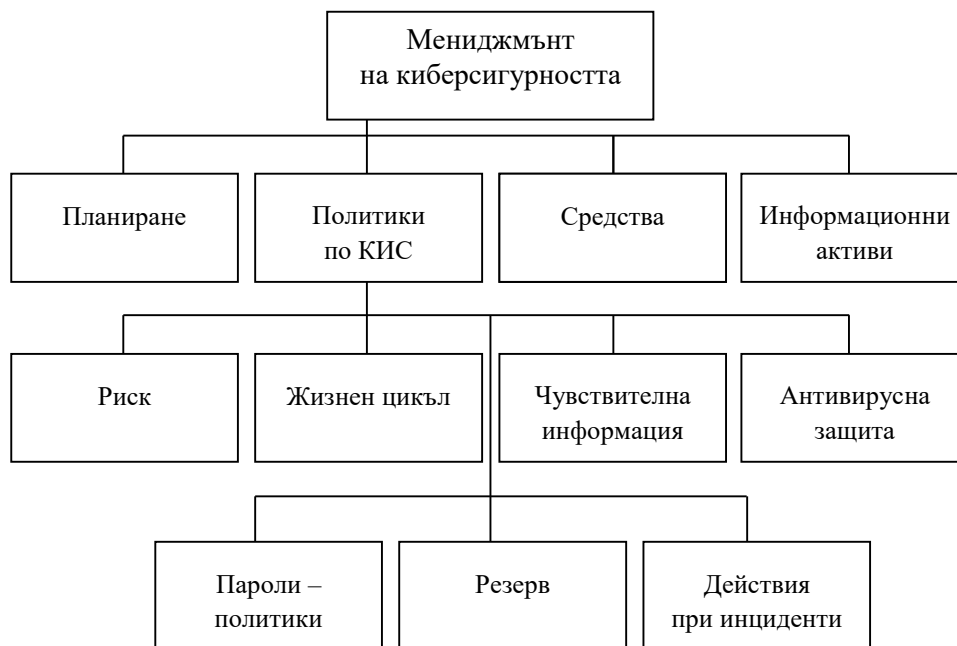 Мениджмънт
на киберсигурността
Планиране
Политики
по КИС
Средства
Информационни
активи
Риск
Жизнен цикъл
Чувствителна
информация
Антивирусна
защита
Пароли –
политики
Резерв
Действия
при инциденти